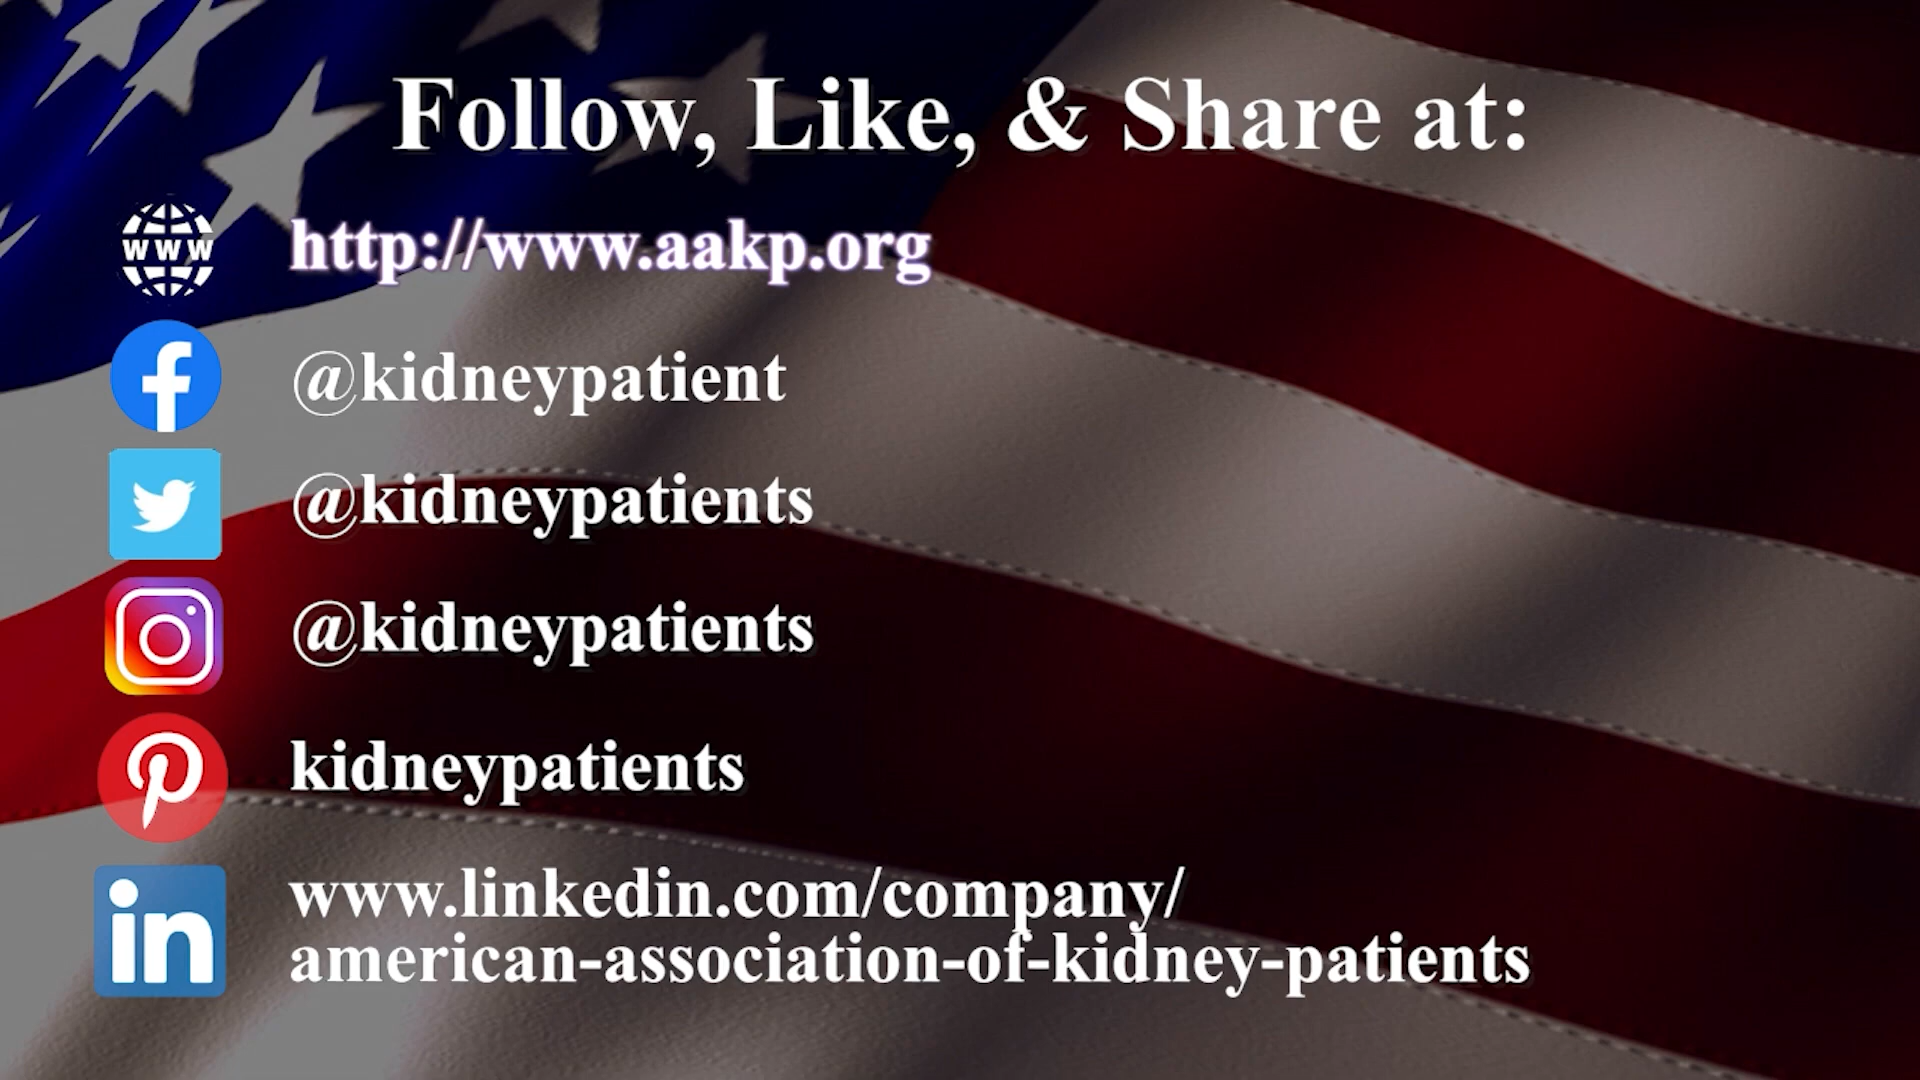 Follow, Like, & Share at:
www
http://www.aakp.org
@kidneypatient
@kidneypatients
@kidneypatients
kidneypatients
in
www.linkedin.com/company/
american-association-of-kidney-patients